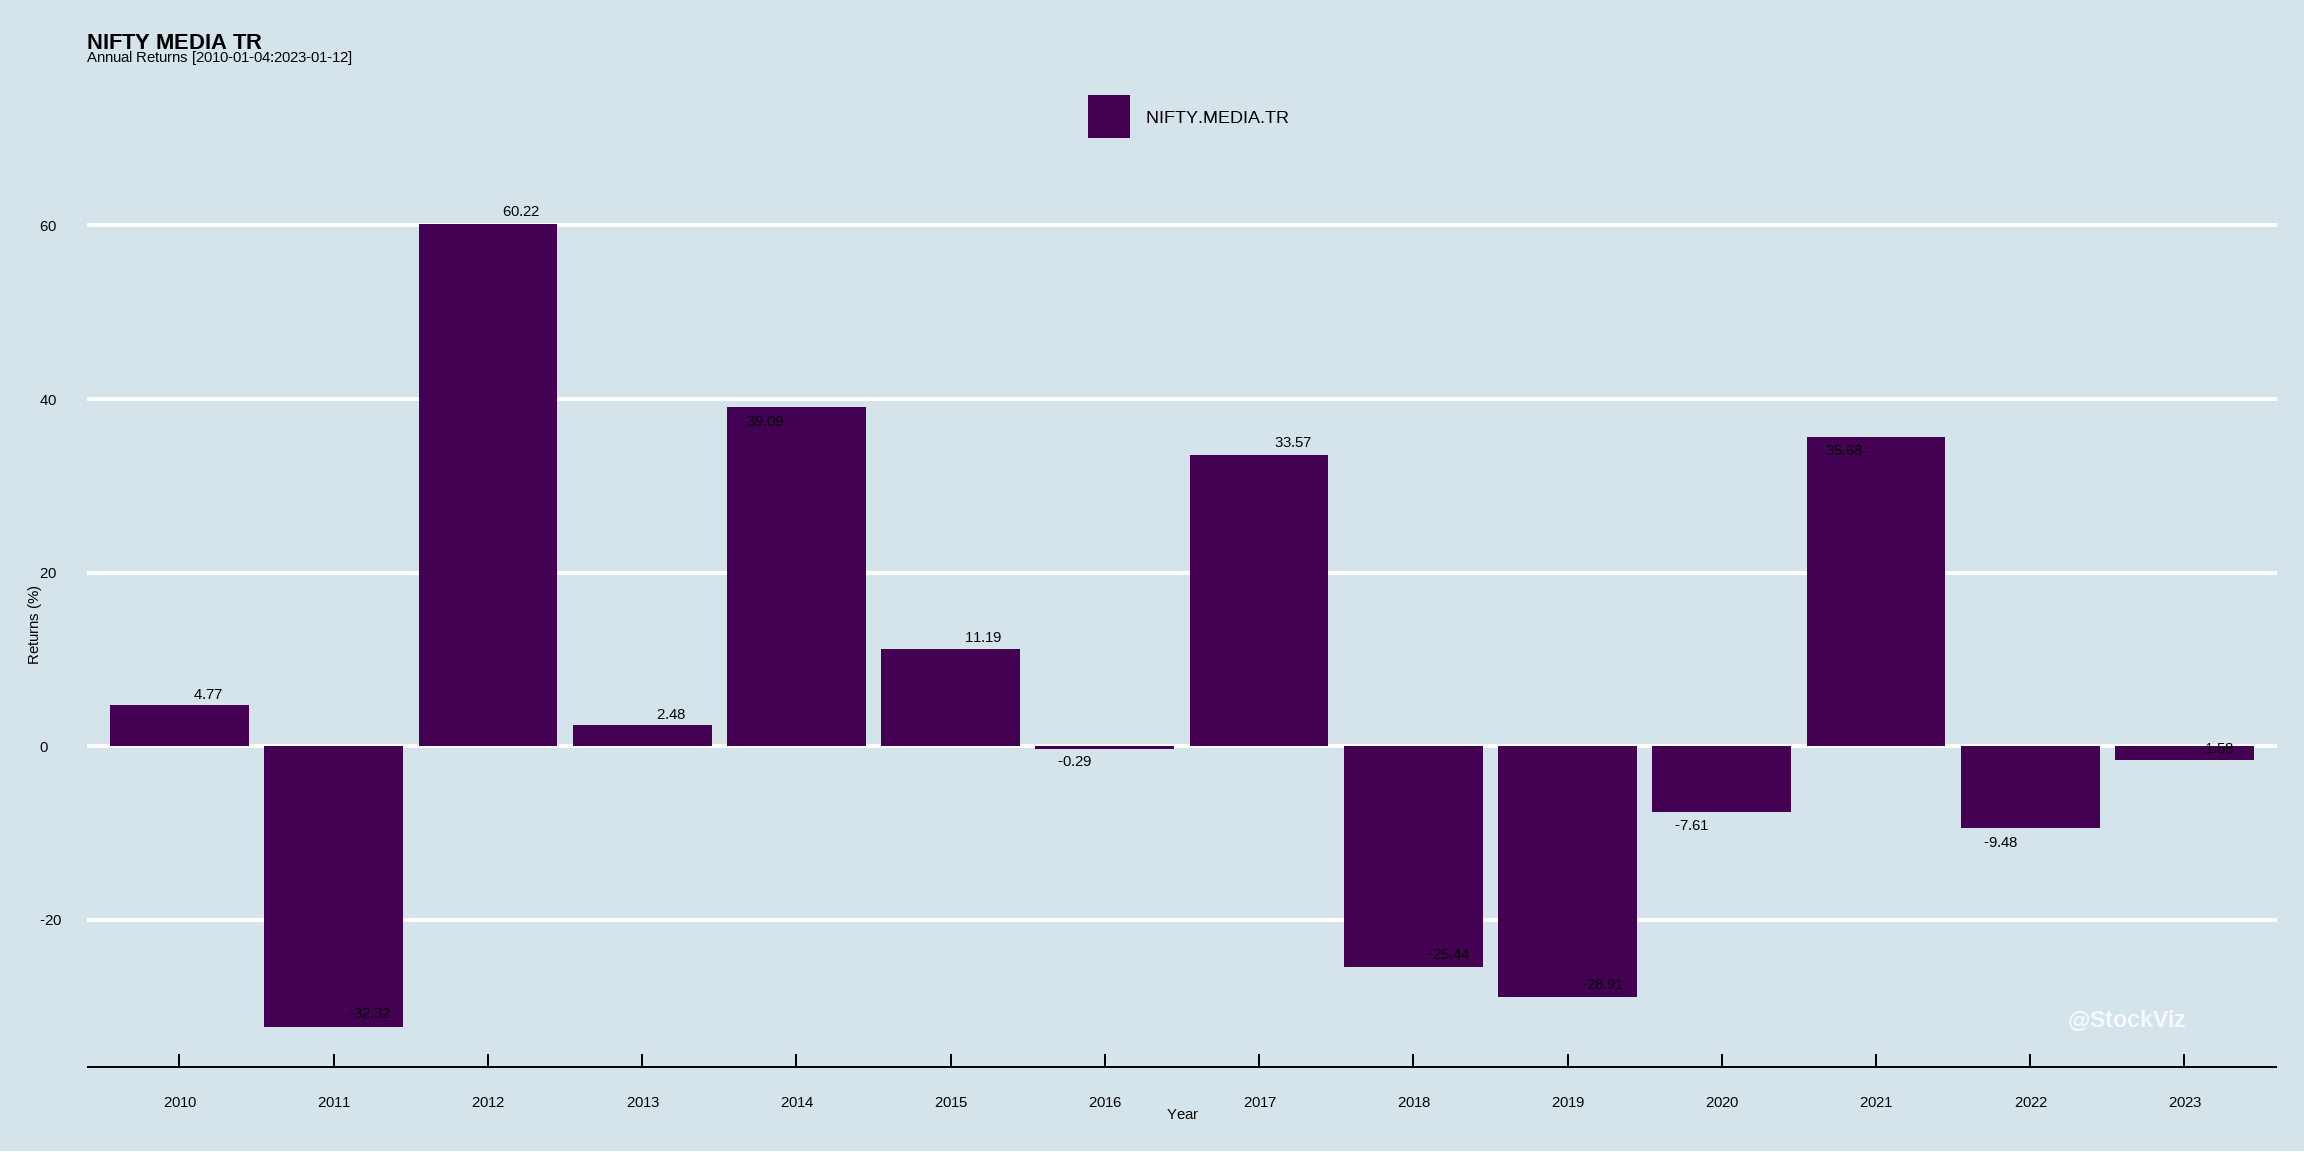 NIFTY MEDIA TR
Annual Returns [2010-01-04:2023-01-12]
NIFTY.MEDIA.TR
60.22
60
40
39.09
33.57
35.68
20
Returns (%)
11.19
4.77
2.48
0
-1.58
-0.29
-7.61
-9.48
-20
-25.44
-28.91
-32.32
@StockViz
2010 2011 2012 2013 2014 2015 2016 2017 2018 2019 2020 2021 2022 2023
Year